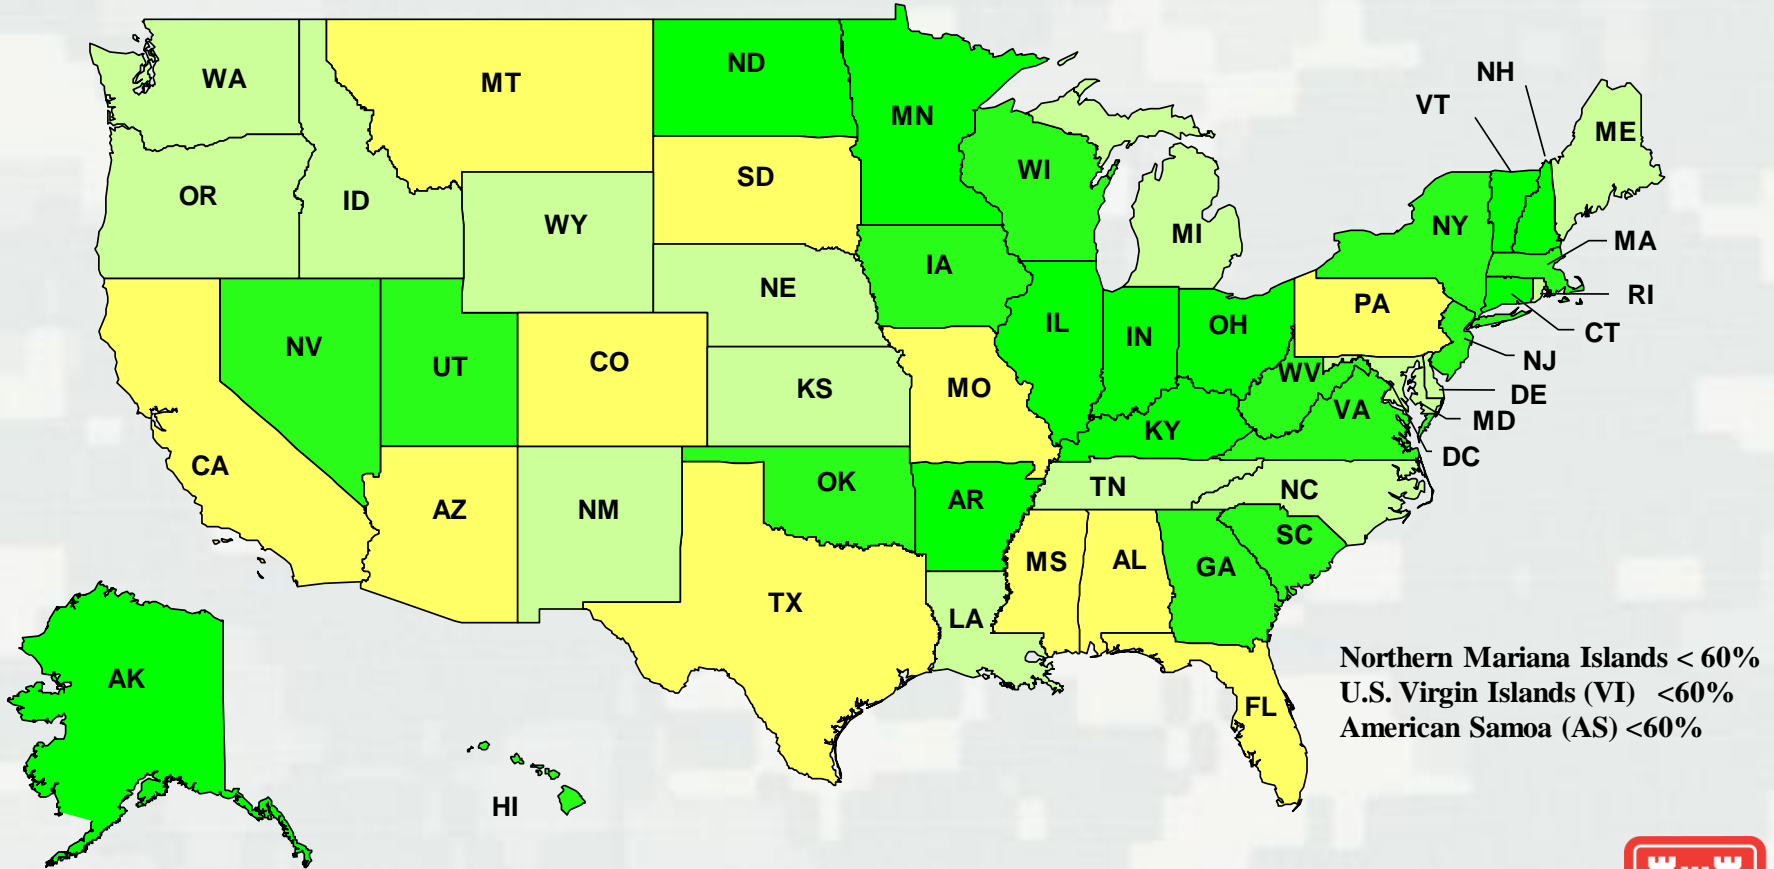 WA
MT
ND
MN
NH
VT
ME
OR
ID
WY
SD
WI
MI
NY
MA
NE
IA
RI
PA
CT
NV
UT
CO
KS
MO
IL
IN
OH
NJ
WV
DE
VA
MD
KY
DC
CA
AZ
NM
OK
AR
TN
NC
SC
MS
AL
GA
TX
LA
Northern Mariana Islands < 60%
U.S. Virgin Islands (VI) <60%
American Samoa (AS) <60%
AK
FL
HI